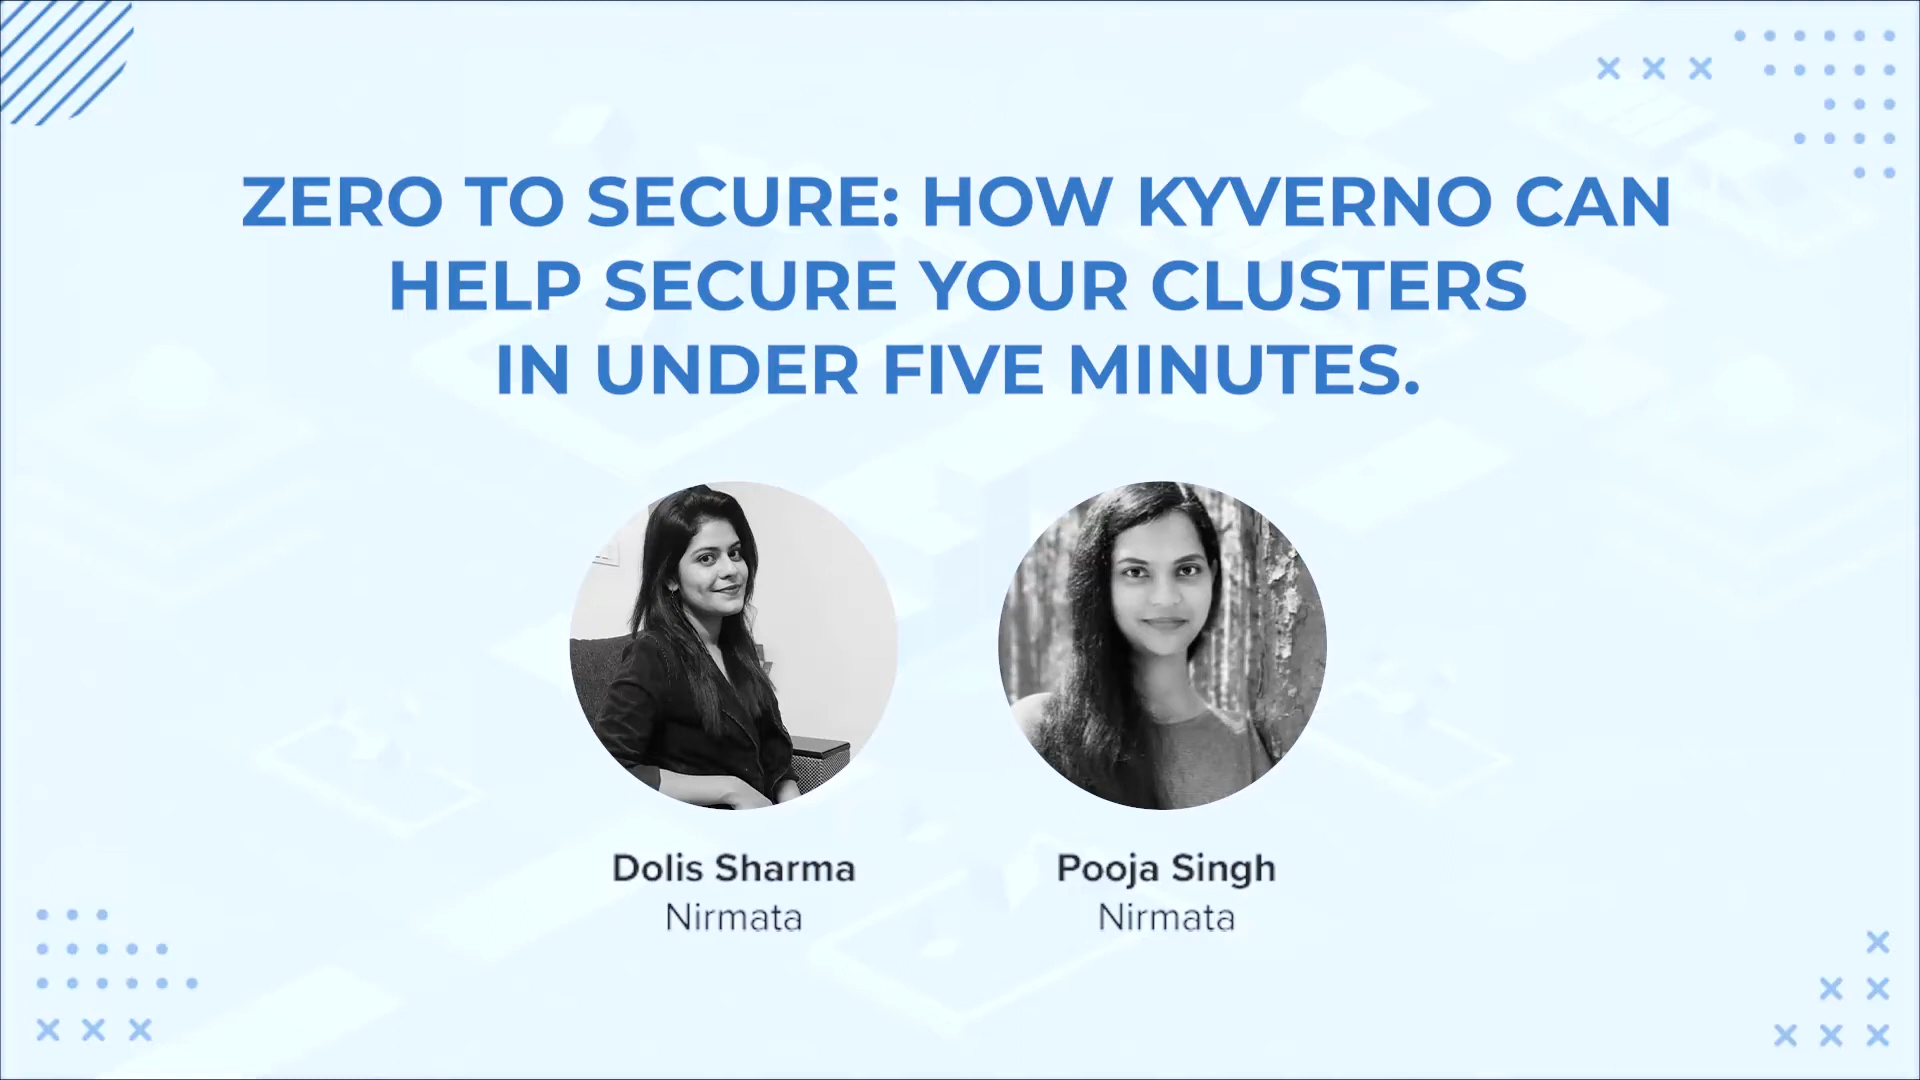 ZERO TO SECURE: HOW KYVERNO CAN
HELP SECURE YOUR CLUSTERS
IN UNDER FIVE MINUTES.
Dolis Sharma
Nirmata
Pooja Singh
Nirmata